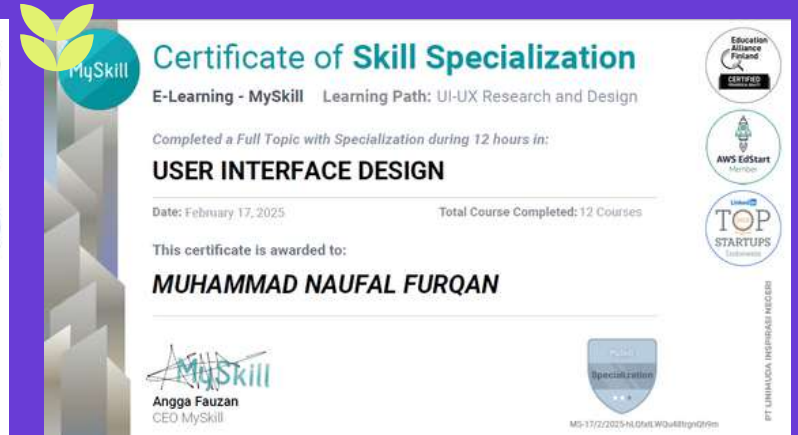 MySkill
Certificate of Skill Specialization
E-Learning - MySkill Learning Path: UI-UX Research and Design
Completed a Full Topic with Specialization during 12 hours in:
USER INTERFACE DESIGN
Date: February 17, 2025 Total Course Completed: 12 Courses
This certificate is awarded to:
MUHAMMAD NAUFAL FURQAN
MySkill
Angga Fauzan
CEO MySkill
Education
Alliance
Finland
CERTIFIED
AWS EdStart
Member
LinkedIn
TOP
STARTUPS
Indonesia
PT LINIMUDA INSPIRASI NEGERI
MySkill
Specialization